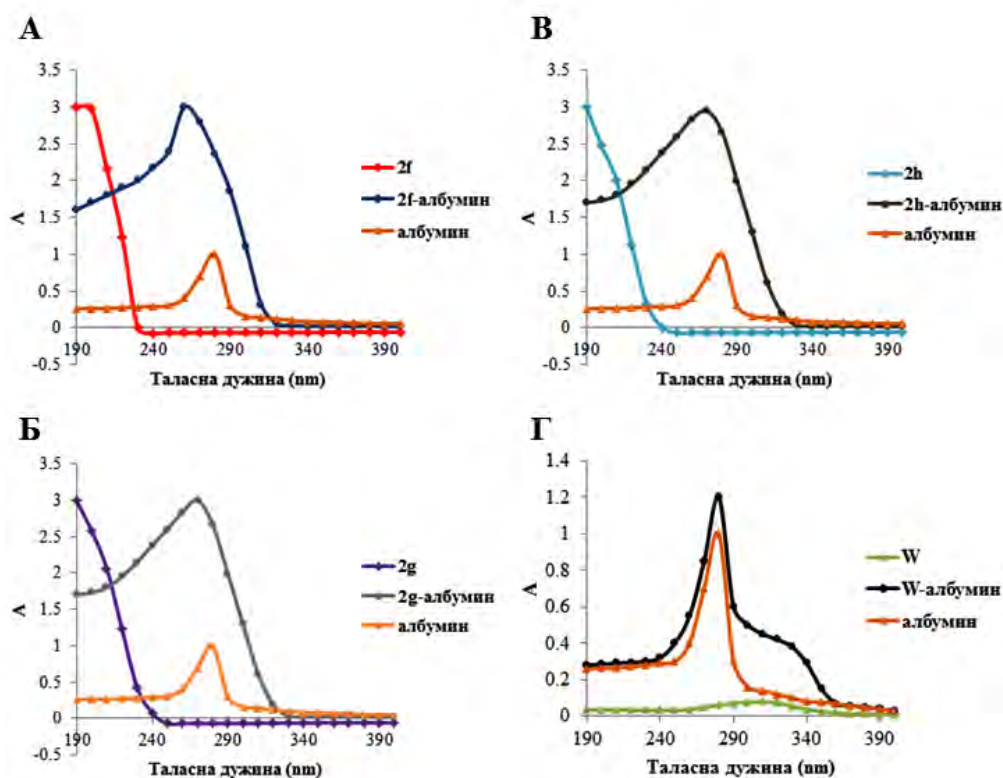 А
3.5
3
2.5
2
1.5
1
0.5
0
-0.5
A
190 240 290 340 390
Таласна дужина (nm)
2f
2f-албумин
албумин
В
3.5
3
2.5
2
1.5
1
0.5
0
-0.5
A
190 240 290 340 390
Таласна дужина (nm)
2h
2h-албумин
албумин
Б
3.5
3
2.5
2
1.5
1
0.5
0
-0.5
A
190 240 290 340 390
Таласна дужина (nm)
2g
2g-албумин
албумин
Г
1.4
1.2
1
0.8
0.6
0.4
0.2
0
A
190 240 290 340 390
Таласна дужина (nm)
W
W-албумин
албумин